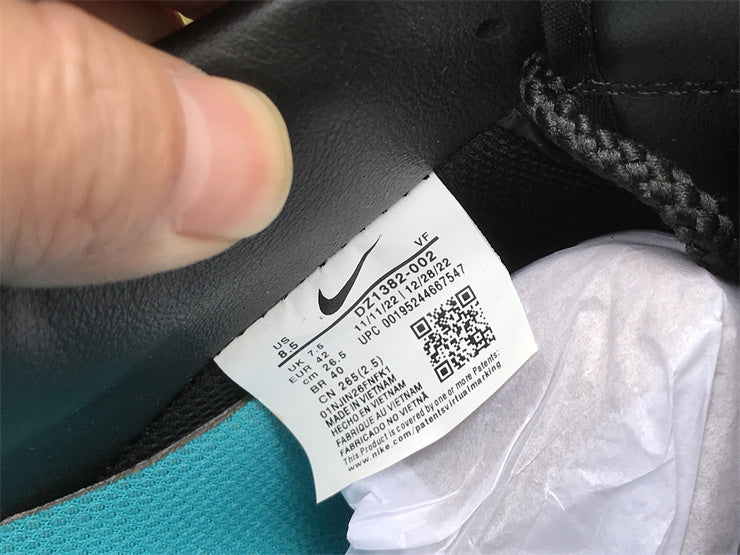 VF
DZ1382-002
11/11/22 | 12/28/22
UPC 00195244667547
US
8.5
UK 7.5
EUR 42
cm 26.5
BR 40
CN 265(2.5)
01NJIN26FNFK1
MADE IN VIETNAM
HECHO EN VIETNAM
FABRIQUE AU VIETNAM
FABRICADO NO VIETNÃ
This Product is covered by one or more Patents:
www.nike.com/patentsvirtualmarking